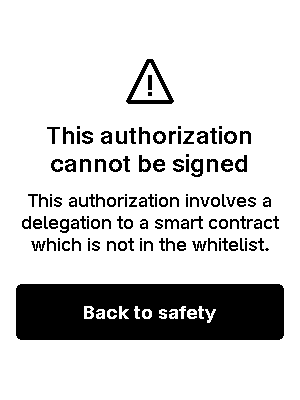 This authorization
cannot be signed
This authorization involves a
delegation to a smart contract
which is not in the whitelist.
Back to safety